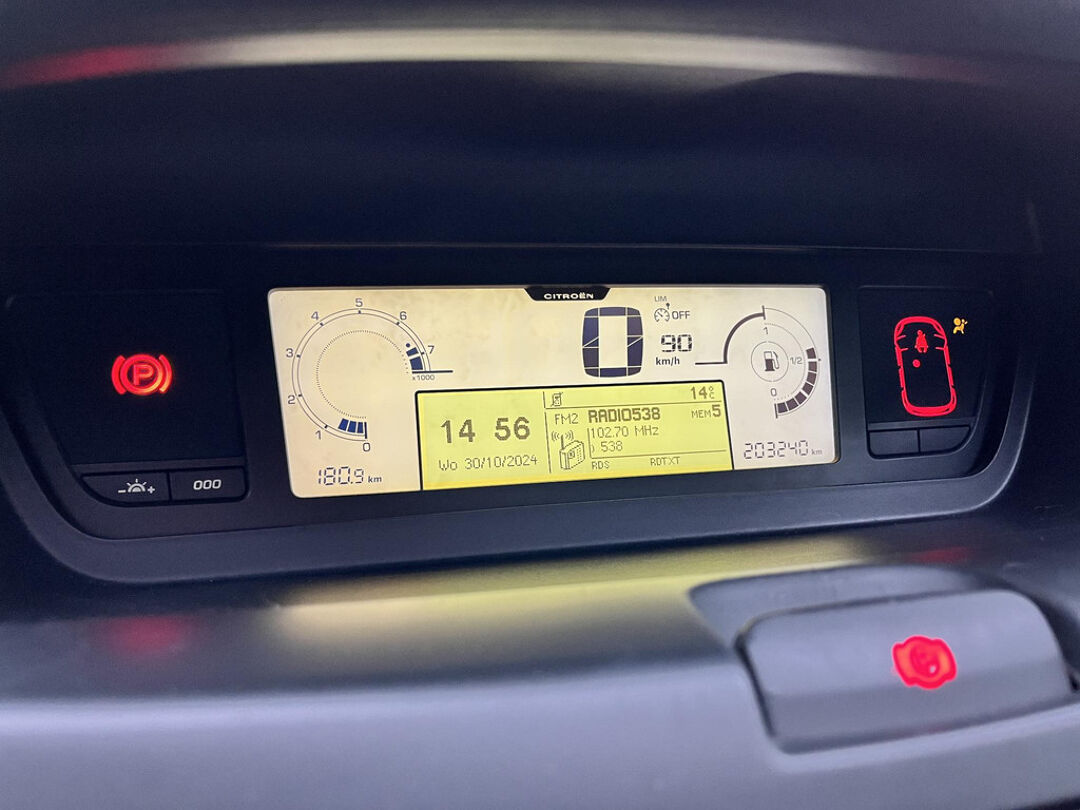 CITROËN
5
4
6
3
7
x1000
2
1
0
180.9 km
0
LIM
OFF
90
km/h
14 56
Wo 30/10/2024
14°C
FM2 RADIO538 MEM5
102.70 MHz
538
RDS RDTXT
1
1/2
0
203240 km
P
000